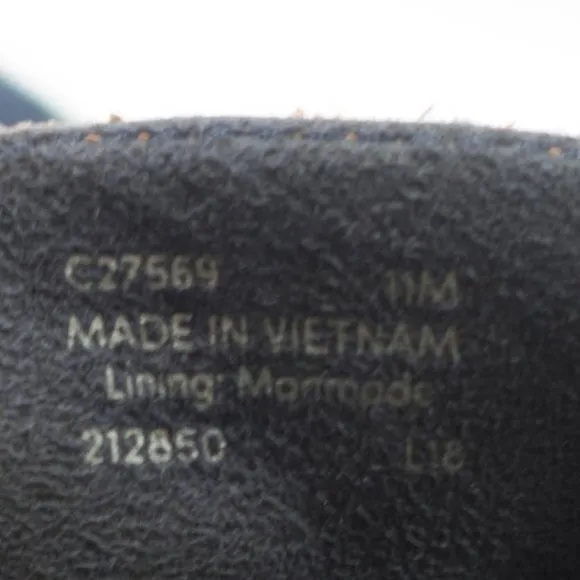 C27569 11M
MADE IN VIETNAM
Lining: Manmade
212850 L18